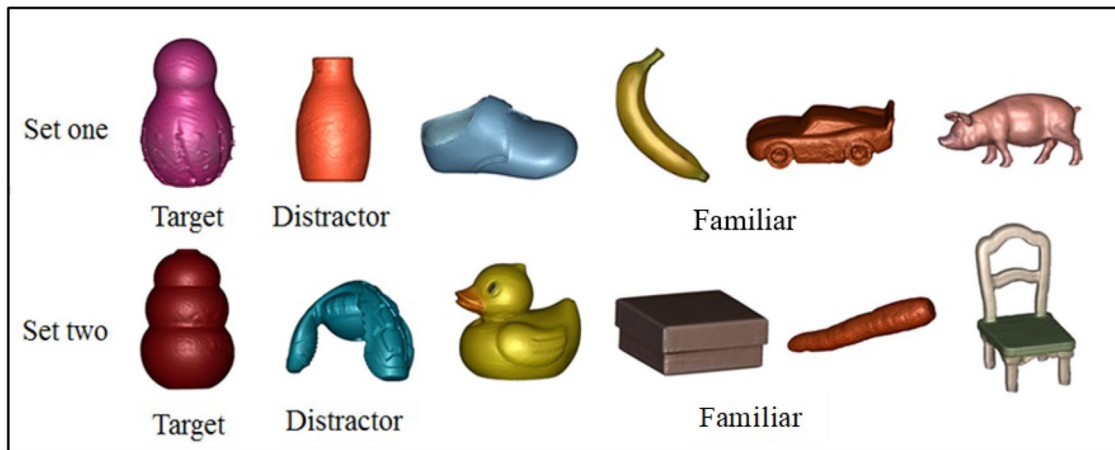 Set one
Target Distractor Familiar
Set two
Target Distractor Familiar